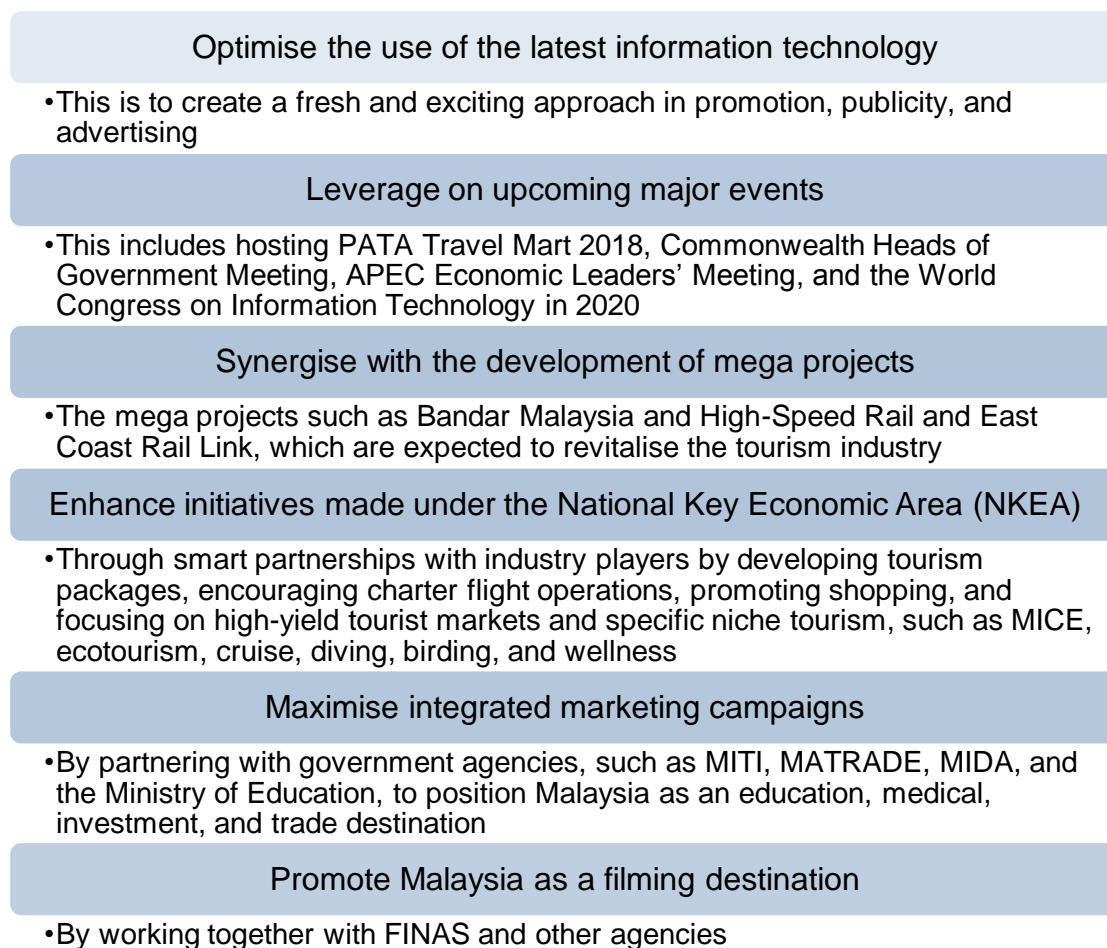 Optimise the use of the latest information technology
•This is to create a fresh and exciting approach in promotion, publicity, and
advertising
Leverage on upcoming major events
•This includes hosting PATA Travel Mart 2018, Commonwealth Heads of
Government Meeting, APEC Economic Leaders’ Meeting, and the World
Congress on Information Technology in 2020
Synergise with the development of mega projects
•The mega projects such as Bandar Malaysia and High-Speed Rail and East
Coast Rail Link, which are expected to revitalise the tourism industry
Enhance initiatives made under the National Key Economic Area (NKEA)
•Through smart partnerships with industry players by developing tourism
packages, encouraging charter flight operations, promoting shopping, and
focusing on high-yield tourist markets and specific niche tourism, such as MICE,
ecotourism, cruise, diving, birding, and wellness
Maximise integrated marketing campaigns
•By partnering with government agencies, such as MITI, MATRADE, MIDA, and
the Ministry of Education, to position Malaysia as an education, medical,
investment, and trade destination
Promote Malaysia as a filming destination
•By working together with FINAS and other agencies